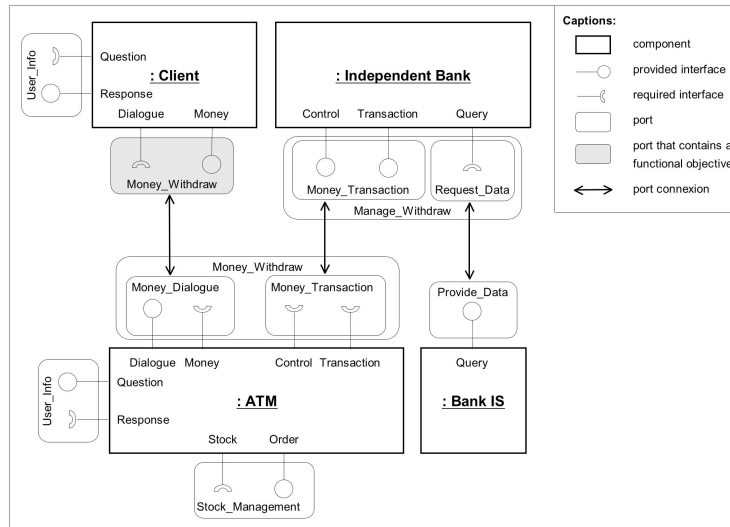 Captions:
component
provided interface
required interface
port
port that contains a
functional objective
port connexion
User_Info
Question
Response
: Client
Dialogue Money
Money_Withdraw
: Independent Bank
Control Transaction Query
Money_Transaction Request_Data
Manage_Withdraw
Money_Withdraw
Money_Dialogue Money_Transaction
Provide_Data
Dialogue Money Control Transaction
Query
User_Info
Question
Response
: ATM
: Bank IS
Stock Order
Stock_Management